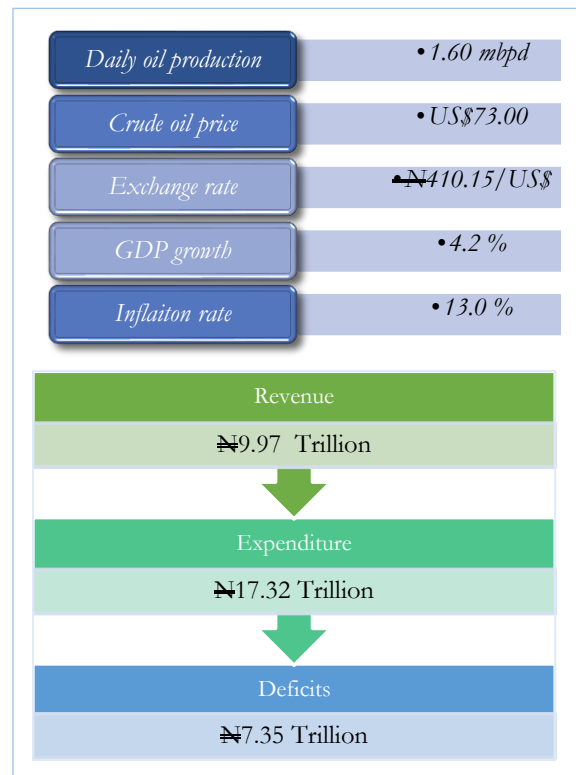 Daily oil production
• 1.60 mbpd
Crude oil price
• US$73.00
Exchange rate
• ₦410.15/US$
GDP growth
• 4.2 %
Inflaiton rate
• 13.0 %
Revenue
₦9.97 Trillion
Expenditure
₦17.32 Trillion
Deficits
₦7.35 Trillion